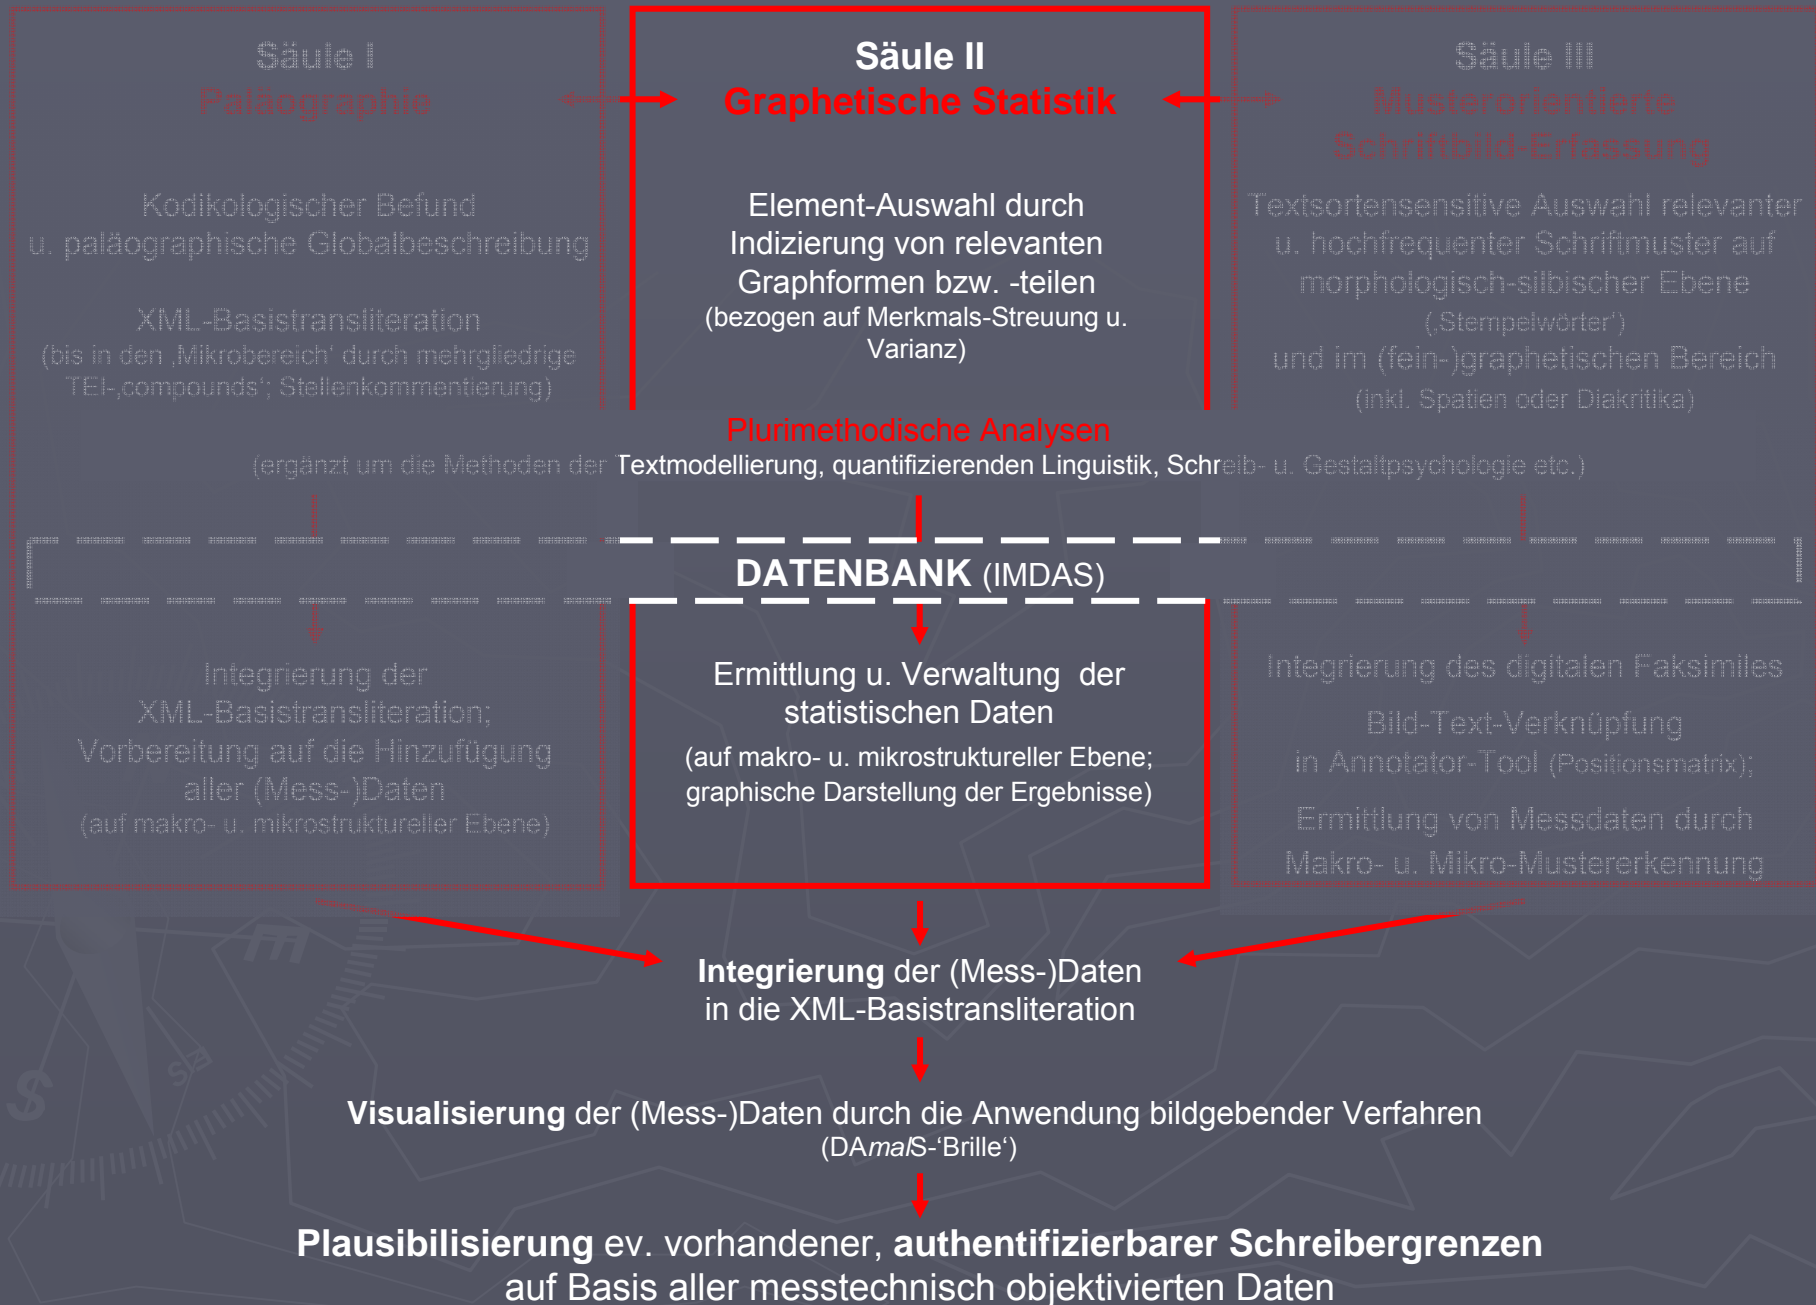 Säule I
Paläographie
Kodikologischer Befund
u. paläographische Globalbeschreibung
XML-Basistransliteration
(bis in den ‚Mikrobereich‘ durch mehrgliedrige
TEI-‚compounds‘; Stellenkommentierung)
Säule II
Graphetische Statistik
Element-Auswahl durch
Indizierung von relevanten
Graphformen bzw. -teilen
(bezogen auf Merkmals-Streuung u.
Varianz)
Säule III
Musterorientierte
Schriftbild-Erfassung
Textsortensensitive Auswahl relevanter
u. hochfrequenter Schriftmuster auf
morphologisch-silbischer Ebene
(‚Stempelwörter‘)
und im (fein-)graphetischen Bereich
(inkl. Spatien oder Diakritika)
Plurimethodische Analysen
(ergänzt um die Methoden der Textmodellierung, quantifizierenden Linguistik, Schreib- u. Gestaltpsychologie etc.)
DATENBANK (IMDAS)
Integrierung der
XML-Basistransliteration;
Vorbereitung auf die Hinzufügung
aller (Mess-)Daten
(auf makro- u. mikrostruktureller Ebene)
Ermittlung u. Verwaltung der
statistischen Daten
(auf makro- u. mikrostruktureller Ebene;
graphische Darstellung der Ergebnisse)
Integrierung des digitalen Faksimiles
Bild-Text-Verknüpfung
in Annotator-Tool (Positionsmatrix);
Ermittlung von Messdaten durch
Makro- u. Mikro-Mustererkennung
Integrierung der (Mess-)Daten
in die XML-Basistransliteration
Visualisierung der (Mess-)Daten durch die Anwendung bildgebender Verfahren
(DAmalS-‘Brille‘)
Plausibilisierung ev. vorhandener, authentifizierbarer Schreibergrenzen
auf Basis aller messtechnisch objektivierten Daten
E
SE
S